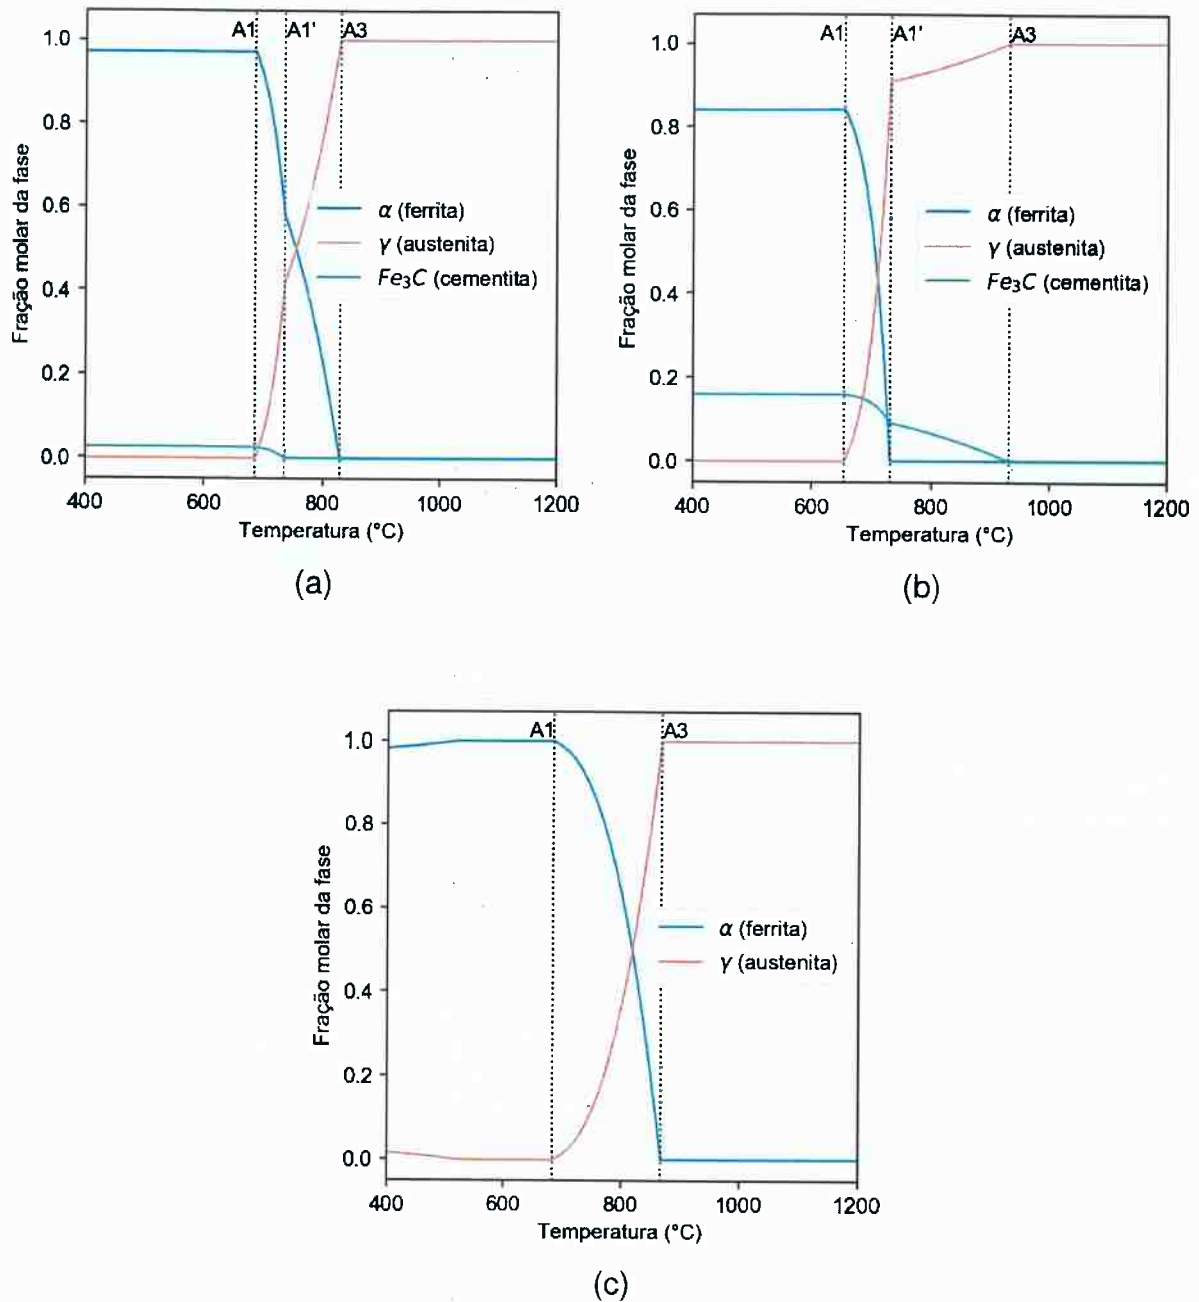 A1 A1' A3
1.0
0.8
0.6
0.4
0.2
0.0
Fração molar da fase
α (ferrita)
γ (austenita)
Fe₃C (cementita)
400 600 800 1000 1200
Temperatura (°C)
(a)
A1 A1' A3
1.0
0.8
0.6
0.4
0.2
0.0
Fração molar da fase
α (ferrita)
γ (austenita)
Fe₃C (cementita)
400 600 800 1000 1200
Temperatura (°C)
(b)
A1 A3
1.0
0.8
0.6
0.4
0.2
0.0
Fração molar da fase
α (ferrita)
γ (austenita)
400 600 800 1000 1200
Temperatura (°C)
(c)